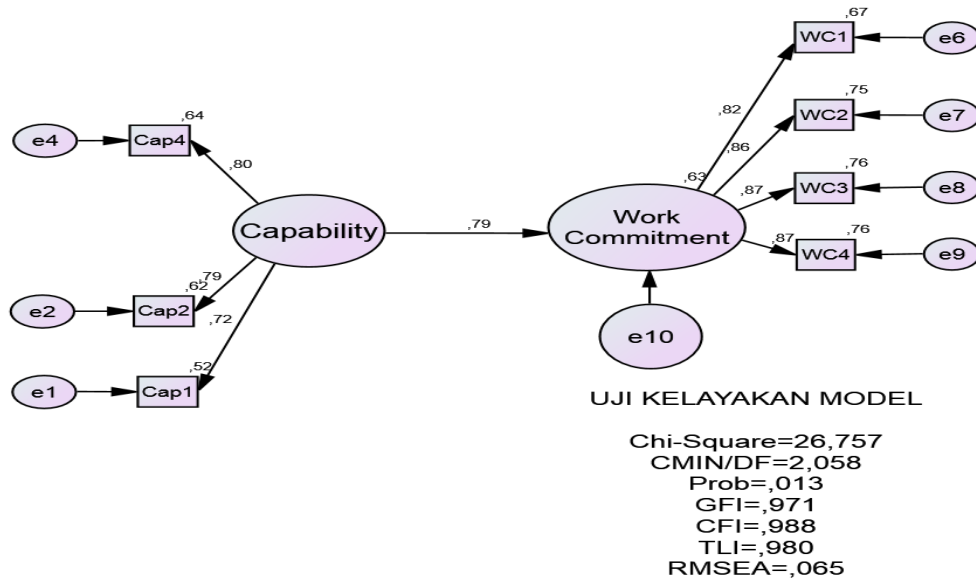 ,67
WC1
e6
,82
,75
WC2
e7
,86
,64
e4
Cap4
,80
,63
,76
WC3
e8
,87
Capability
,79
Work
Commitment
,87
,76
WC4
e9
,79
,62
e2
Cap2
,72
e10
,52
e1
Cap1
UJI KELAYAKAN MODEL
Chi-Square=26,757
CMIN/DF=2,058
Prob=,013
GFI=,971
CFI=,988
TLI=,980
RMSEA=,065